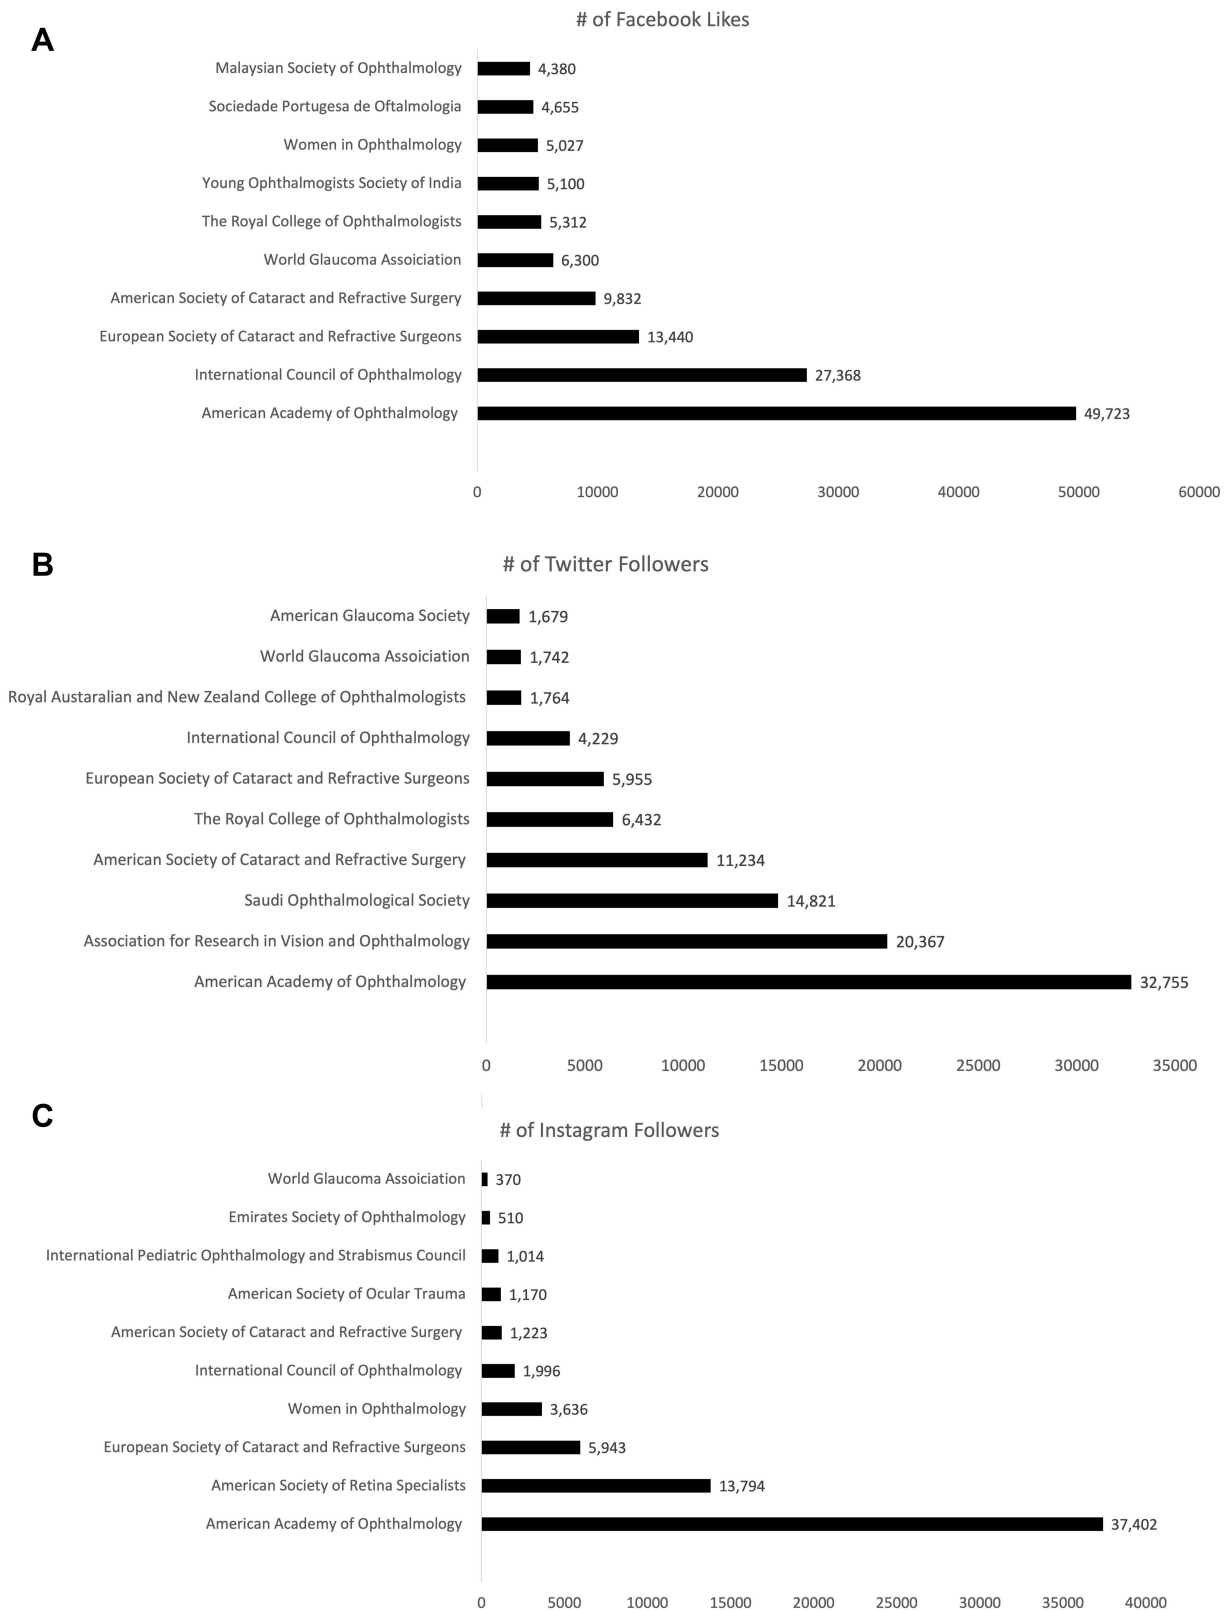 A
# of Facebook Likes
Malaysian Society of Ophthalmology 4,380
Sociedade Portugesa de Oftalmologia 4,655
Women in Ophthalmology 5,027
Young Ophthalmogists Society of India 5,100
The Royal College of Ophthalmologists 5,312
World Glaucoma Assoiciation 6,300
American Society of Cataract and Refractive Surgery 9,832
European Society of Cataract and Refractive Surgeons 13,440
International Council of Ophthalmology 27,368
American Academy of Ophthalmology 49,723
0 10000 20000 30000 40000 50000 60000
B
# of Twitter Followers
American Glaucoma Society 1,679
World Glaucoma Assoiciation 1,742
Royal Austaralian and New Zealand College of Ophthalmologists 1,764
International Council of Ophthalmology 4,229
European Society of Cataract and Refractive Surgeons 5,955
The Royal College of Ophthalmologists 6,432
American Society of Cataract and Refractive Surgery 11,234
Saudi Ophthalmological Society 14,821
Association for Research in Vision and Ophthalmology 20,367
American Academy of Ophthalmology 32,755
0 5000 10000 15000 20000 25000 30000 35000
C
# of Instagram Followers
World Glaucoma Assoiciation 370
Emirates Society of Ophthalmology 510
International Pediatric Ophthalmology and Strabismus Council 1,014
American Society of Ocular Trauma 1,170
American Society of Cataract and Refractive Surgery 1,223
International Council of Ophthalmology 1,996
Women in Ophthalmology 3,636
European Society of Cataract and Refractive Surgeons 5,943
American Society of Retina Specialists 13,794
American Academy of Ophthalmology 37,402
0 5000 10000 15000 20000 25000 30000 35000 40000